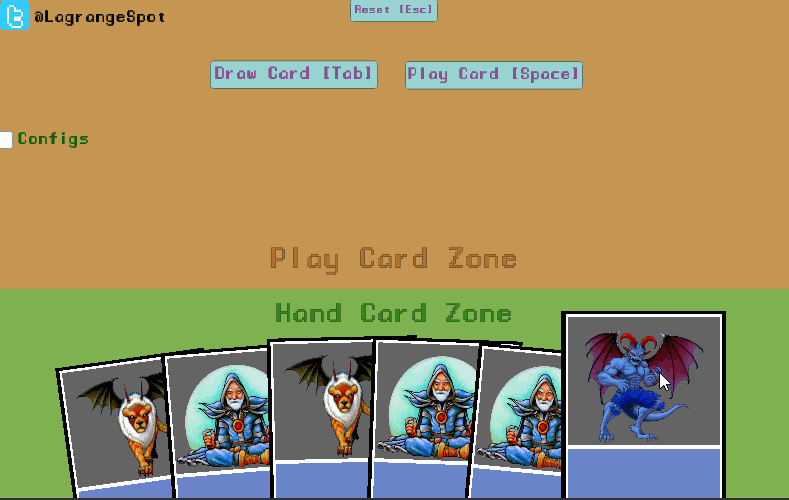 @LagrangeSpot
Reset [Esc]
Draw Card [Tab]
Play Card [Space]
Configs
Play Card Zone
Hand Card Zone